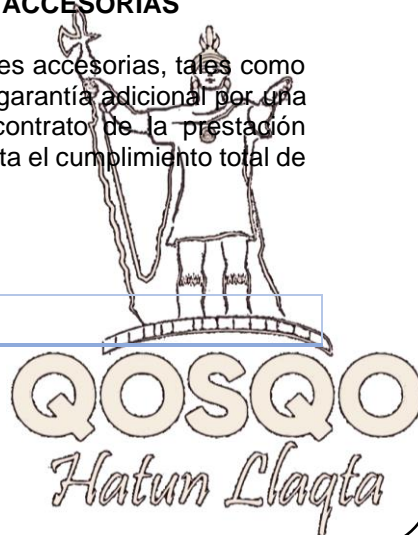 ACCESORIAS
es accesorias, tales como
garantía adicional por una
contrato de la prestación
ta el cumplimiento total de
QOSQO
Hatun Llaqta